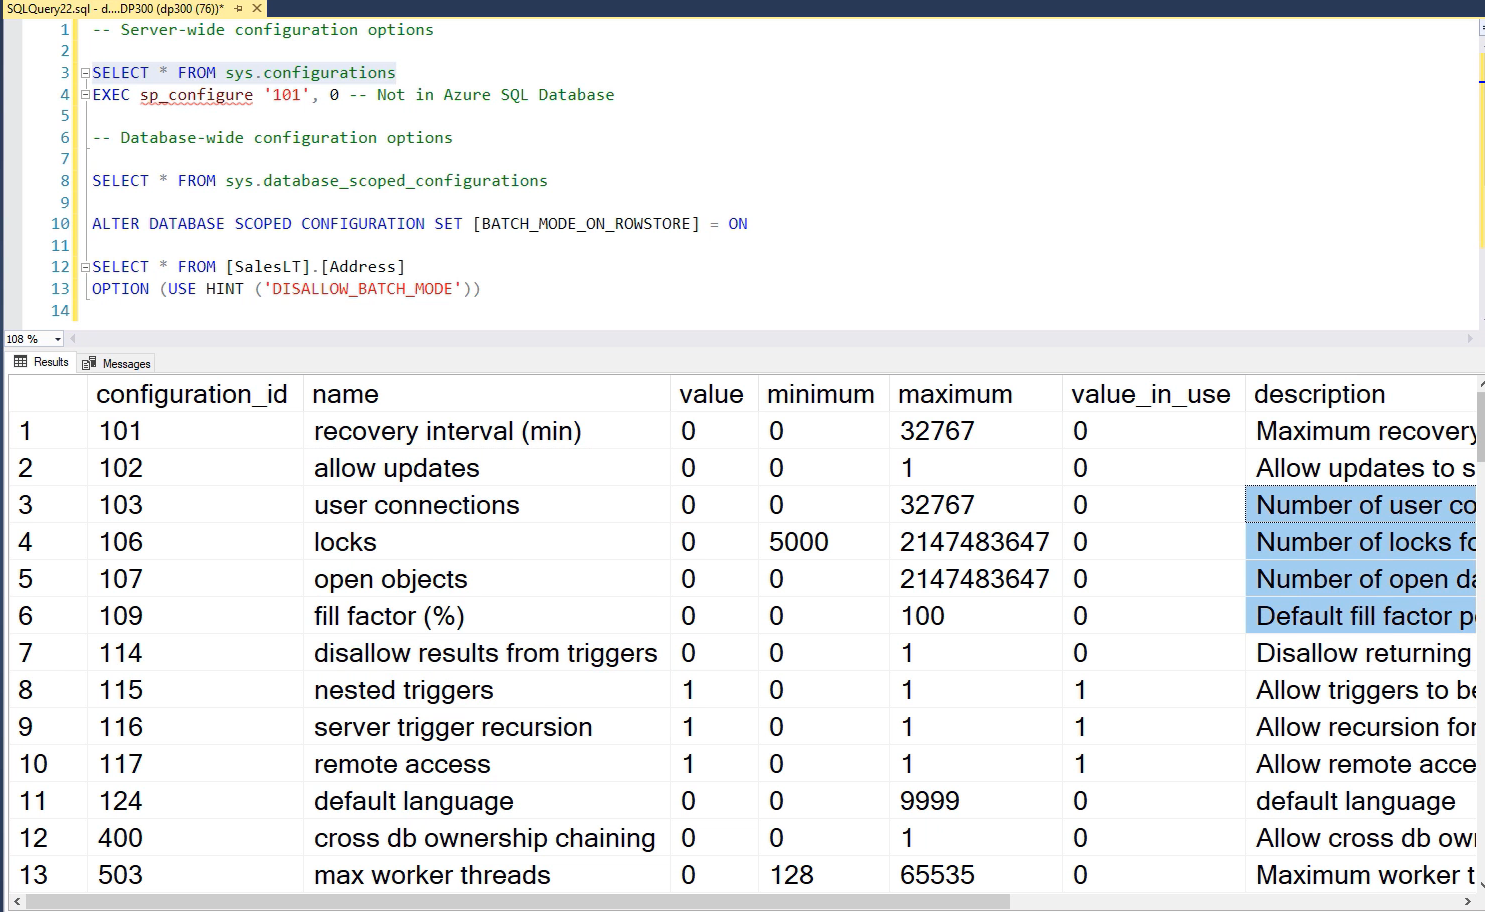 SQLQuery22.sql - d....DP300 (dp300 (76))*
1 -- Server-wide configuration options
2
3 SELECT * FROM sys.configurations
4 EXEC sp_configure '101', 0 -- Not in Azure SQL Database
5
6 -- Database-wide configuration options
7
8 SELECT * FROM sys.database_scoped_configurations
9
10 ALTER DATABASE SCOPED CONFIGURATION SET [BATCH_MODE_ON_ROWSTORE] = ON
11
12 SELECT * FROM [SalesLT].[Address]
13 OPTION (USE HINT ('DISALLOW_BATCH_MODE'))
14
108 %
Results Messages
configuration_id name value minimum maximum value_in_use description
1 101 recovery interval (min) 0 0 32767 0 Maximum recovery
2 102 allow updates 0 0 1 0 Allow updates to s
3 103 user connections 0 0 32767 0 Number of user co
4 106 locks 0 5000 2147483647 0 Number of locks fo
5 107 open objects 0 0 2147483647 0 Number of open da
6 109 fill factor (%) 0 0 100 0 Default fill factor p
7 114 disallow results from triggers 0 0 1 0 Disallow returning
8 115 nested triggers 1 0 1 1 Allow triggers to be
9 116 server trigger recursion 1 0 1 1 Allow recursion for
10 117 remote access 1 0 1 1 Allow remote acce
11 124 default language 0 0 9999 0 default language
12 400 cross db ownership chaining 0 0 1 0 Allow cross db ow
13 503 max worker threads 0 128 65535 0 Maximum worker t